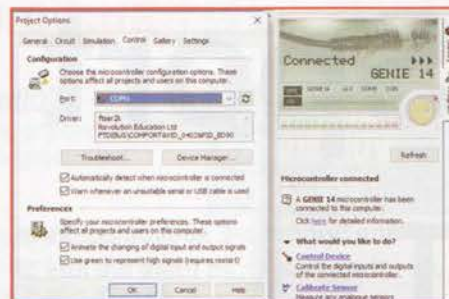 Project Options
General Circuit Simulation Control Gallery Settings
Configuration
Choose the microcontroller configuration options. These
options affect all projects and users on this computer.
Port:
Driver:
Revolution Education Ltd
Troubleshoot...
Device Manager...
Automatically detect when microcontroller is connected
Warn whenever an unsuitable serial or USB cable is used
Preferences
Specify your microcontroller preferences. These options
affect all projects and users on this computer.
Animate the changing of digital input and output signals
Use green to represent high signals (requires restart)
OK
Cancel
Help
Connected
GENIE 14
Refresh
Microcontroller connected
A GENIE 14 microcontroller has been
connected to this computer.
Click here for detailed information.
What would you like to do?
Control Device
Control the digital inputs and outputs
of the connected microcontroller.
Calibrate Sensor
Measure any analogue sensors